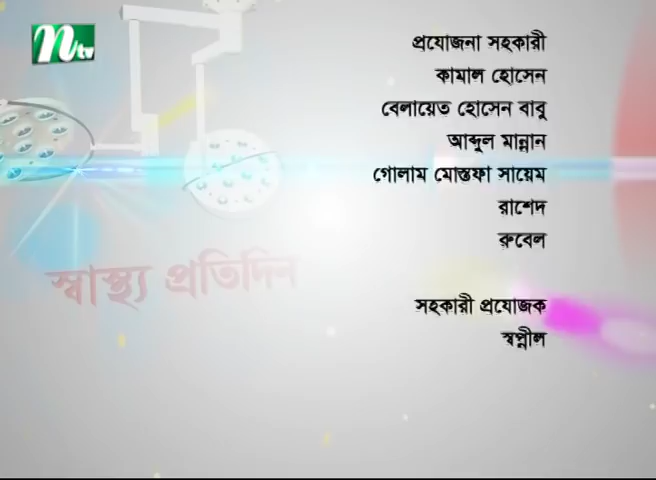 ntv
প্রযোজনা সহকারী
কামাল হোসেন
বেলায়েত হোসেন বাবু
আব্দুল মান্নান
গোলাম মোস্তফা সায়েম
রাশেদ
রুবেল
স্বাস্থ্য প্রতিদিন
সহকারী প্রযোজক
স্বপ্নীল